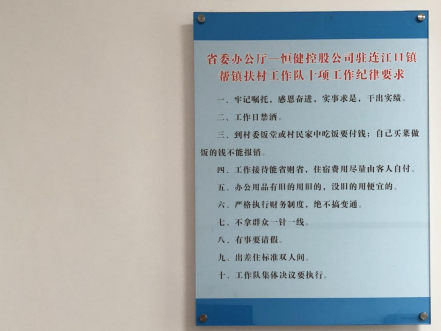 省委办公厅—恒健控股公司驻连江口镇
帮镇扶村工作队十项工作纪律要求
一、牢记嘱托，感恩奋进，实事求是，干出实绩。
二、工作日禁酒。
三、到村委饭堂或村民家中吃饭要付钱；自己买菜做
饭的钱不能报销。
四、工作接待能省则省，住宿费用尽量由客人自付。
五、办公用品有旧的用旧的，没旧的用便宜的。
六、严格执行财务制度，绝不搞变通。
七、不拿群众一针一线。
八、有事要请假。
九、出差住标准双人间。
十、工作队集体决议要执行。